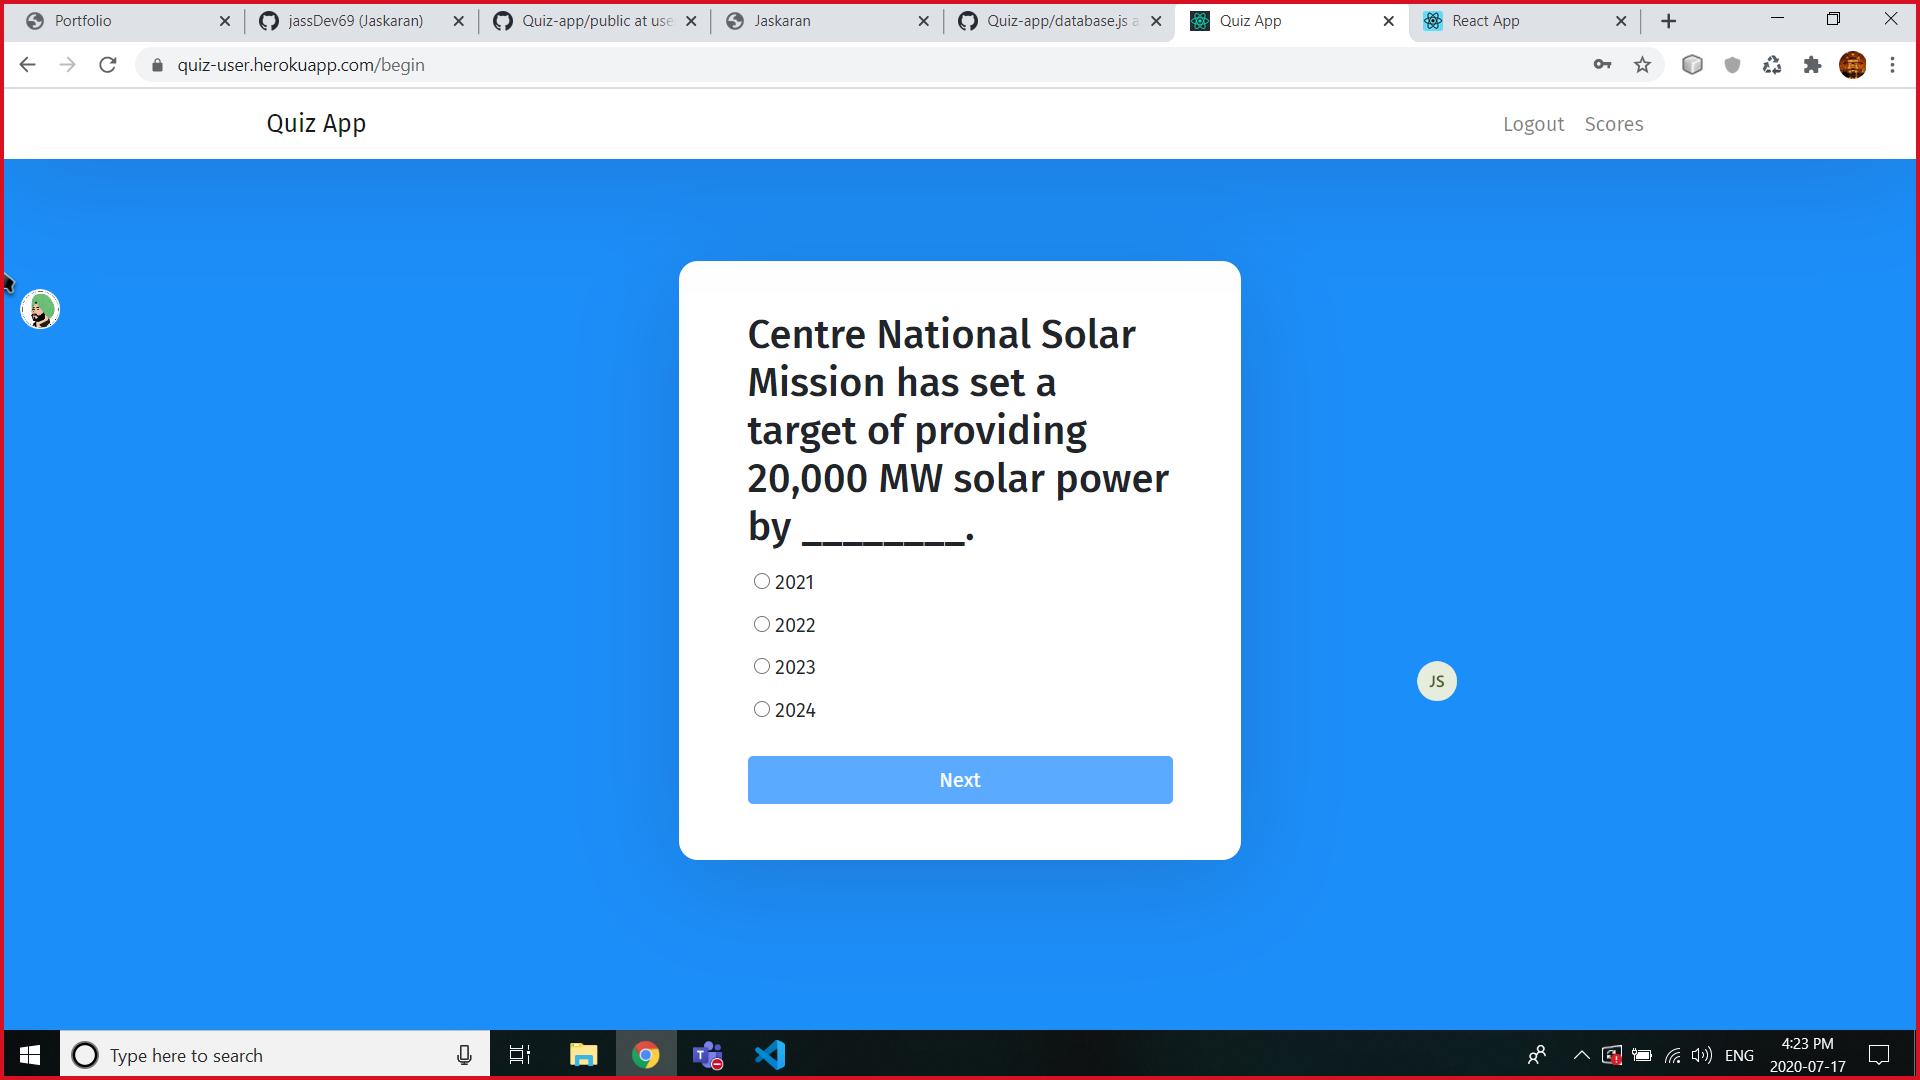 Portfolio
jassDev69 (Jaskaran)
Quiz-app/public at use
Jaskaran
Quiz-app/database.js a
Quiz App
React App
quiz-user.herokuapp.com/begin
Quiz App
Logout
Scores
Centre National Solar
Mission has set a
target of providing
20,000 MW solar power
by ________.
2021
2022
2023
2024
JS
Next
Type here to search
ENG
4:23 PM
2020-07-17